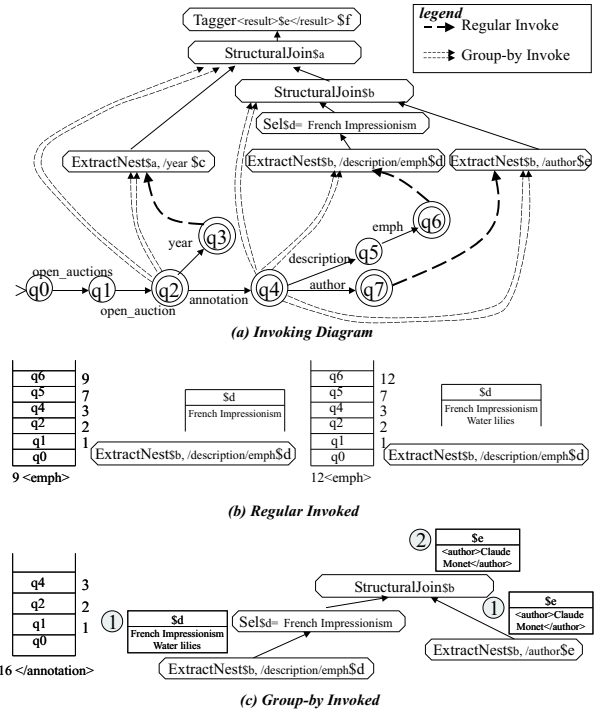 legend
Regular Invoke
Group-by Invoke
Tagger<result>$e</result> $f
StructuralJoin$a
StructuralJoin$b
Sel$d= French Impressionism
ExtractNest$a, /year $c
ExtractNest$b, /description/emph$d
ExtractNest$b, /author$e
q3
q6
year
emph
q5
description
open_auctions
q0
q1
q2
annotation
q4
author
q7
open_auction
(a) Invoking Diagram
q6 9
q5 7
q4 3
q2 2
q1 1
q0
9 <emph>
$d
French Impressionism
ExtractNest$b, /description/emph$d
q6 12
q5 7
q4 3
q2 2
q1 1
q0
12<emph>
$d
French Impressionism
Water lilies
ExtractNest$b, /description/emph$d
(b) Regular Invoked
q4 3
q2 2
q1 1
q0
16 </annotation>
1
$d
French Impressionism
Water lilies
2
$e
<author>Claude
Monet</author>
StructuralJoin$b
Sel$d= French Impressionism
1
$e
<author>Claude
Monet</author>
ExtractNest$b, /description/emph$d
ExtractNest$b, /author$e
(c) Group-by Invoked